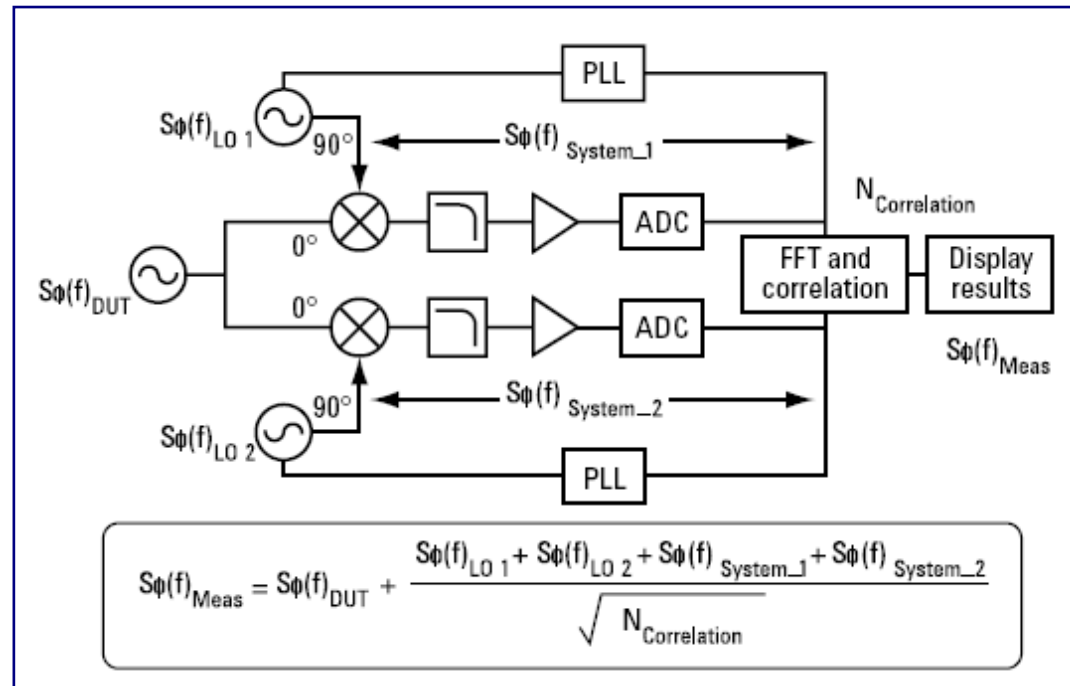 PLL
Sφ(f)LO 1
90°
Sφ(f) System_1
NCorrelation
0°
ADC
Sφ(f)DUT
FFT and
correlation
Display
results
0°
ADC
Sφ(f)Meas
90°
Sφ(f) System_2
Sφ(f)LO 2
PLL
Sφ(f)Meas = Sφ(f)DUT + Sφ(f)LO 1 + Sφ(f)LO 2 + Sφ(f) System_1 + Sφ(f) System_2
√ NCorrelation